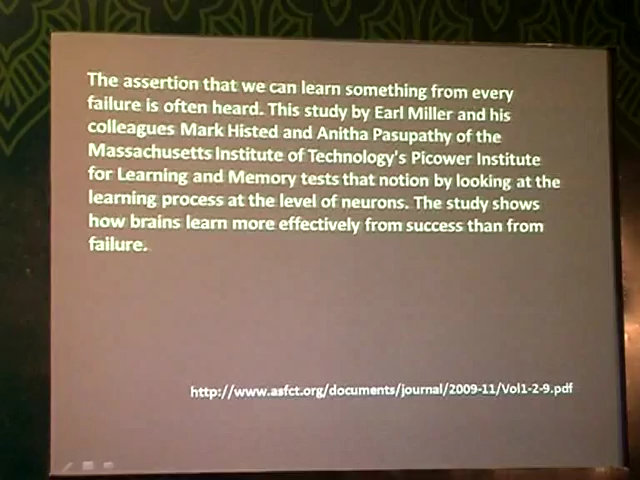 The assertion that we can learn something from every
failure is often heard. This study by Earl Miller and his
colleagues Mark Histed and Anitha Pasupathy of the
Massachusetts Institute of Technology's Picower Institute
for Learning and Memory tests that notion by looking at the
learning process at the level of neurons. The study shows
how brains learn more effectively from success than from
failure.
http://www.asfct.org/documents/journal/2009-11/Vol1-2-9.pdf